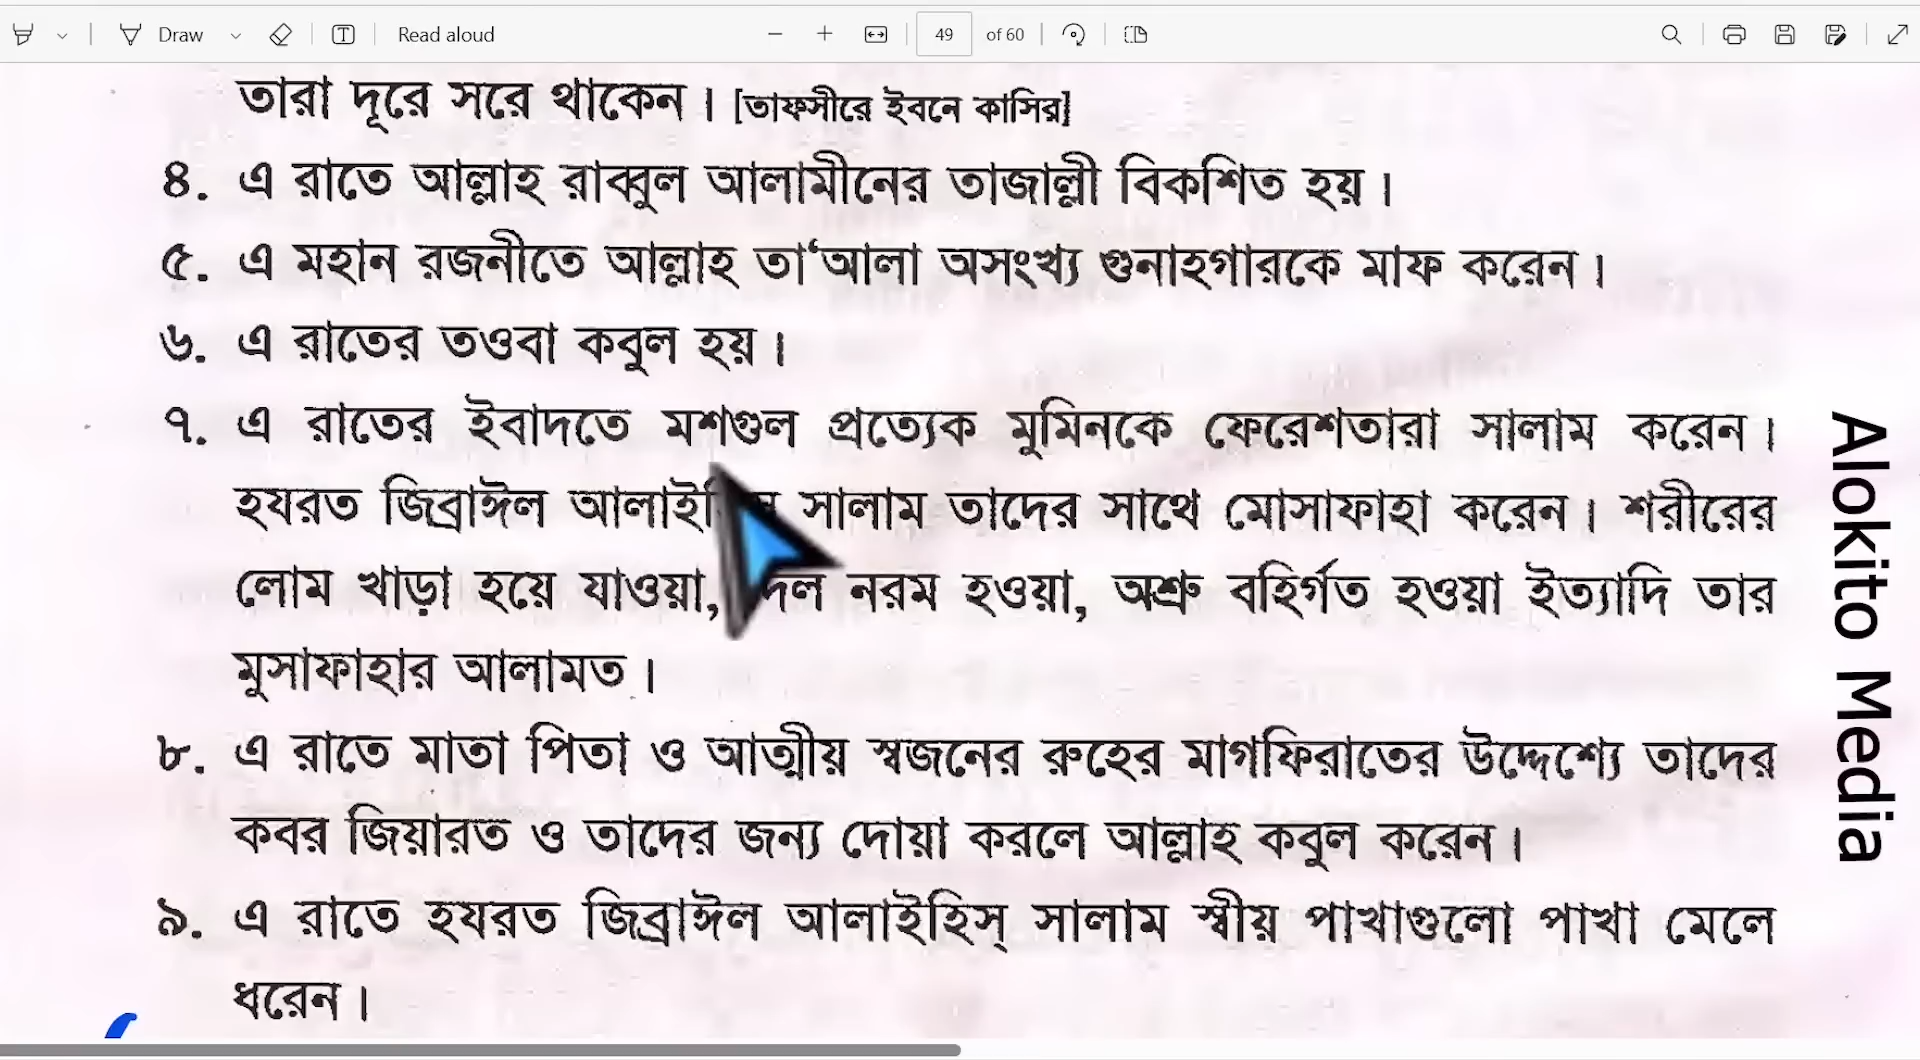 Draw
Read aloud
49 of 60
তারা দূরে সরে থাকেন। [তাফসীরে ইবনে কাসির]
৪. এ রাতে আল্লাহ রাব্বুল আলামীনের তাজাল্লী বিকশিত হয়।
৫. এ মহান রজনীতে আল্লাহ তা‘আলা অসংখ্য গুনাহগারকে মাফ করেন।
৬. এ রাতের তওবা কবুল হয়।
৭. এ রাতের ইবাদতে মশগুল প্রত্যেক মুমিনকে ফেরেশতারা সালাম করেন।
হযরত জিব্রাঈল সালাম তাদের সাথে মোসাফাহা করেন। শরীরের
লোম খাড়া হয়ে যাওয়া, নরম হওয়া, অশ্রু বহির্গত হওয়া ইত্যাদি তার
মুসাফাহার আলামত।
৮. এ রাতে মাতা পিতা ও আত্মীয় স্বজনের রুহের মাগফিরাতের উদ্দেশ্যে তাদের
কবর জিয়ারত ও তাদের জন্য দোয়া করলে আল্লাহ কবুল করেন।
৯. এ রাতে হযরত জিব্রাঈল আলাইহিস্ সালাম স্বীয় পাখাগুলো পাখা মেলে
ধরেন।
Alokito Media